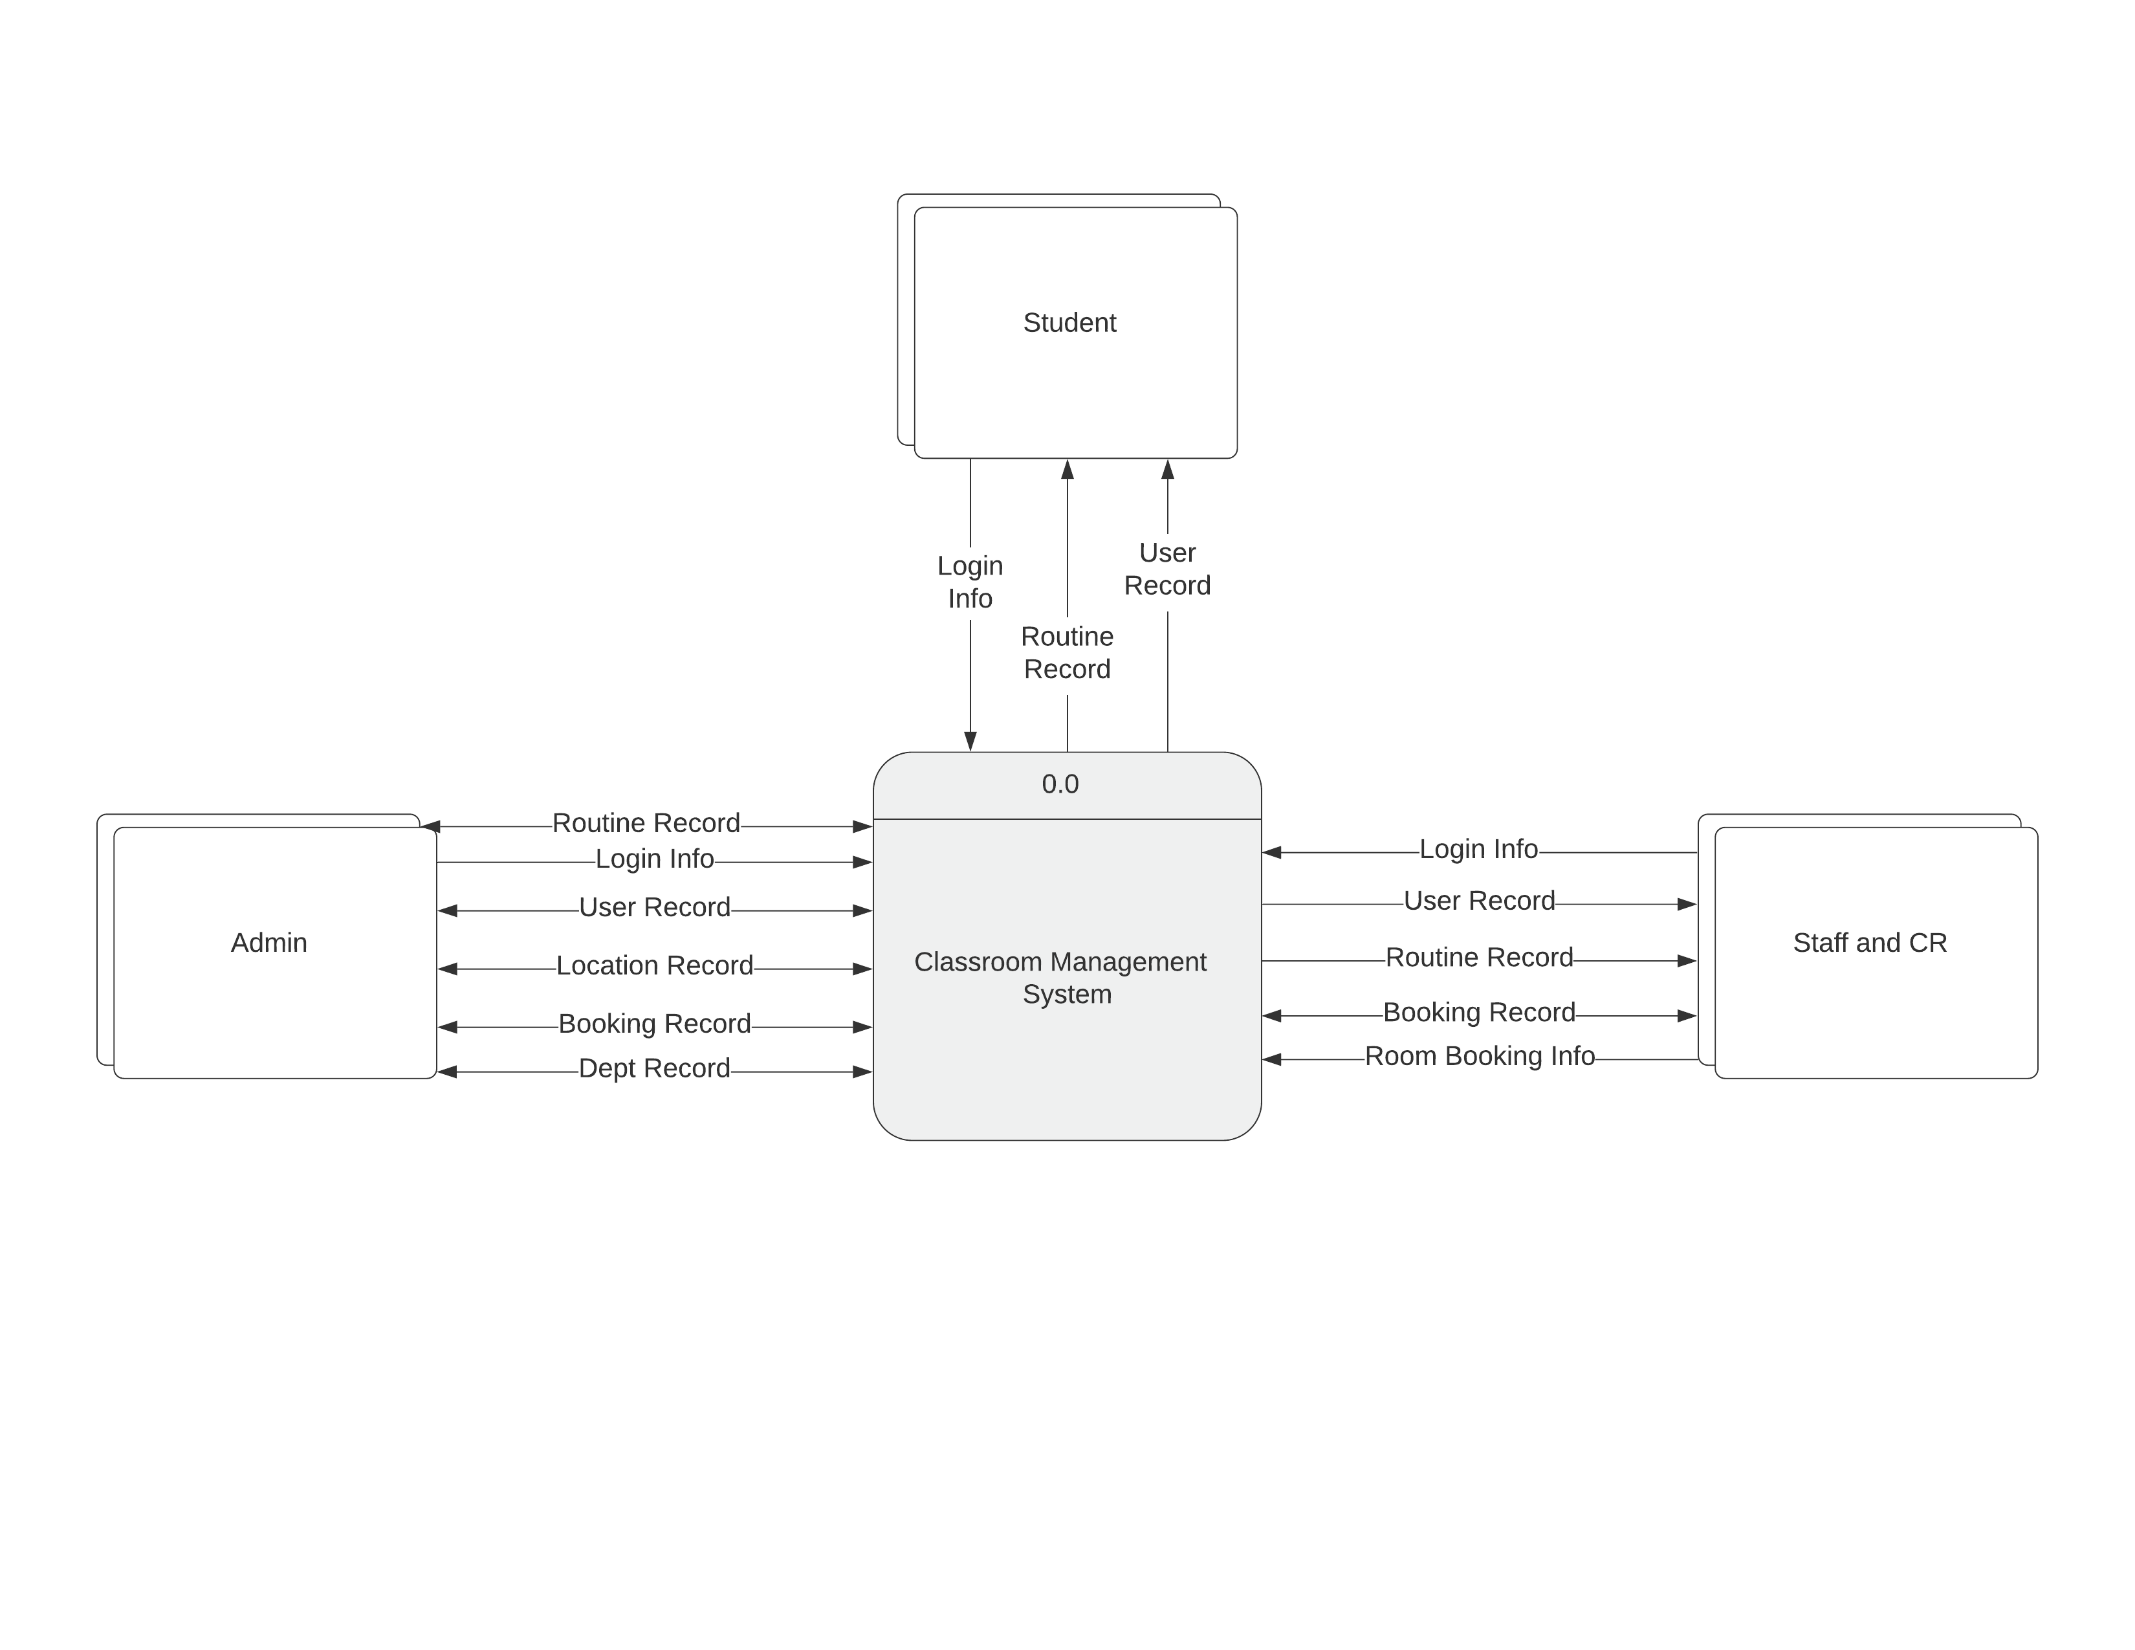 Student
Login
Info
Routine
Record
User
Record
0.0
Classroom Management
System
Admin
Routine Record
Login Info
User Record
Location Record
Booking Record
Dept Record
Login Info
User Record
Routine Record
Booking Record
Room Booking Info
Staff and CR